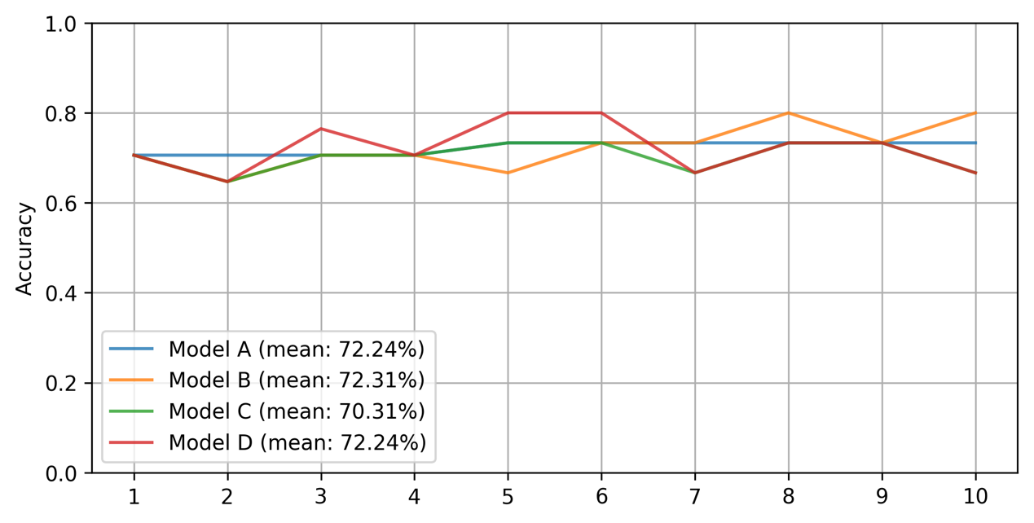 1.0
0.8
0.6
0.4
0.2
0.0
Accuracy
Model A (mean: 72.24%)
Model B (mean: 72.31%)
Model C (mean: 70.31%)
Model D (mean: 72.24%)
1 2 3 4 5 6 7 8 9 10